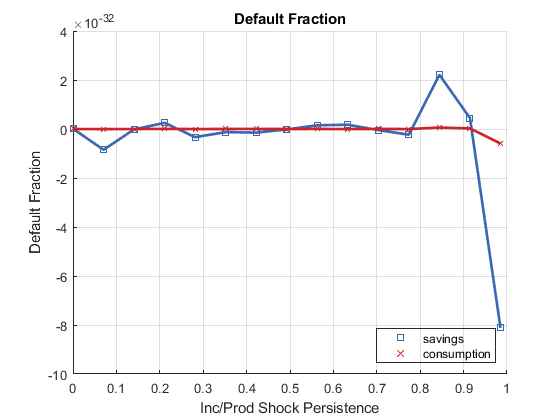 Default Fraction
×10-32
4
2
0
-2
-4
-6
-8
-10
Default Fraction
0 0.1 0.2 0.3 0.4 0.5 0.6 0.7 0.8 0.9 1
Inc/Prod Shock Persistence
savings
consumption